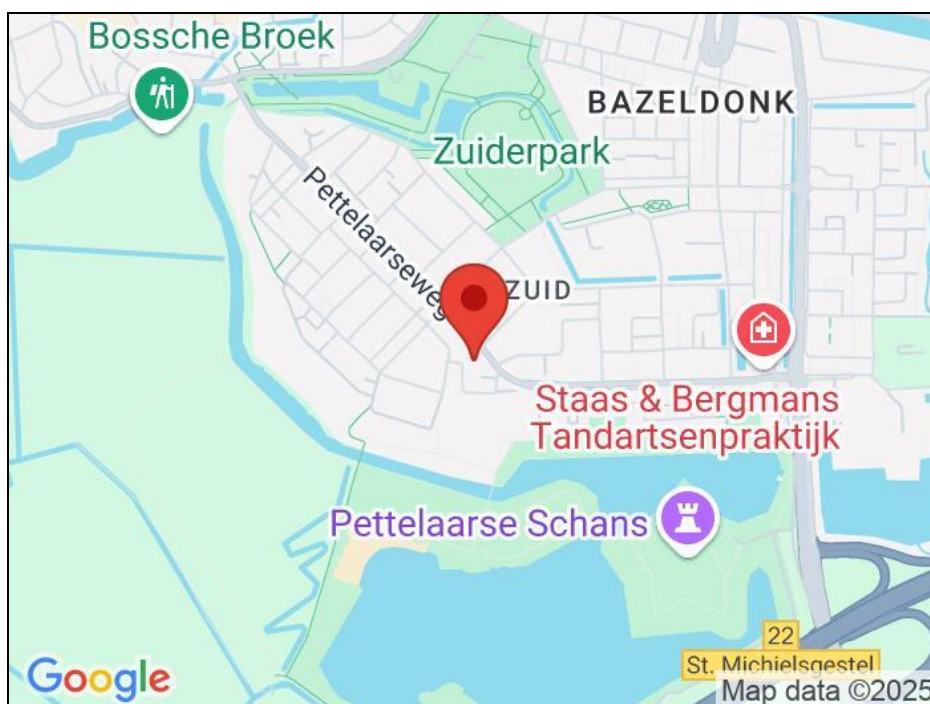 Bossche Broek
BAZELDONK
Zuiderpark
Pettelaarseweg
ZUID
Staas & Bergmans
Tandartsenpraktijk
Pettelaarse Schans
22
St. Michielsgestel
Google
Map data ©2025